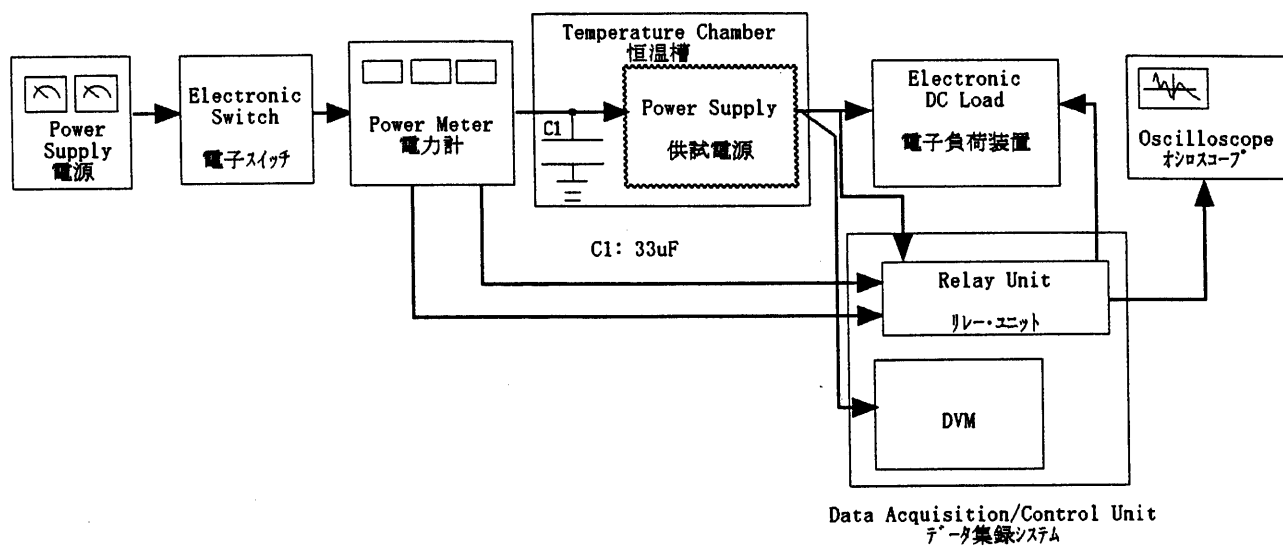 Temperature Chamber
恒温槽
Power
Supply
電源
Electronic
Switch
電子スイッチ
Power Meter
電力計
C1
Power Supply
供試電源
Electronic
DC Load
電子負荷装置
Oscilloscope
オシロスコープ
C1: 33uF
Relay Unit
リレー・ユニット
DVM
Data Acquisition/Control Unit
データ集録システム